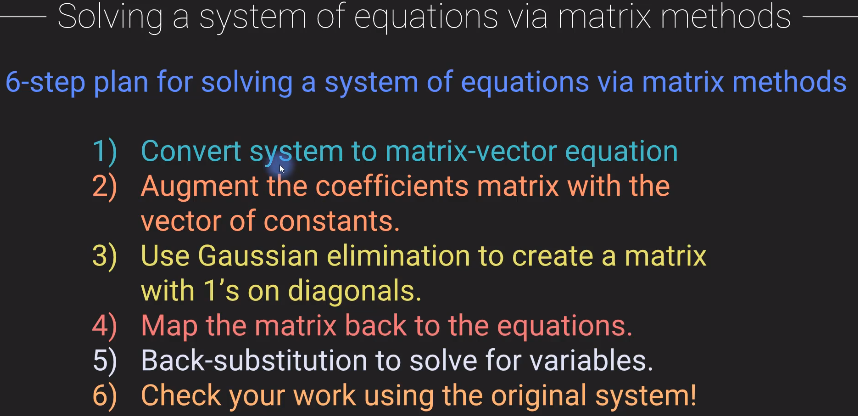 Solving a system of equations via matrix methods
6-step plan for solving a system of equations via matrix methods
1) Convert system to matrix-vector equation
2) Augment the coefficients matrix with the
vector of constants.
3) Use Gaussian elimination to create a matrix
with 1's on diagonals.
4) Map the matrix back to the equations.
5) Back-substitution to solve for variables.
6) Check your work using the original system!